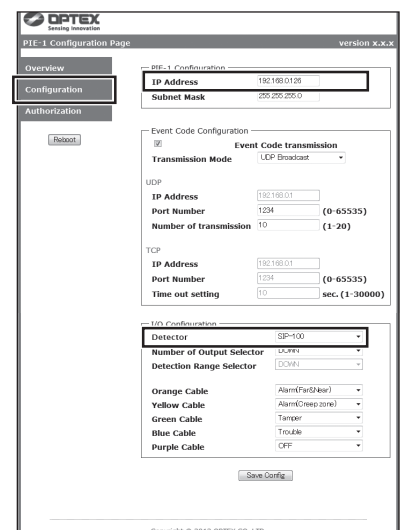 OPTEX
Sensing Innovation
PIE-1 Configuration Page version x.x.x
Overview
Configuration
Authorization
Reboot
PIE-1 Configuration
IP Address 192.168.0.126
Subnet Mask 255.255.255.0
Event Code Configuration
Event Code transmission
Transmission Mode UDP Broadcast
UDP
IP Address 192.168.0.1
Port Number 1234 (0-65535)
Number of transmission 10 (1-20)
TCP
IP Address 192.168.0.1
Port Number 1234 (0-65535)
Time out setting 10 sec. (1-30000)
I/O Configuration
Detector SIP-100
Number of Output Selector DOWN
Detection Range Selector DOWN
Orange Cable Alarm(Far&Near)
Yellow Cable Alarm(Creep zone)
Green Cable Tamper
Blue Cable Trouble
Purple Cable OFF
Save Config